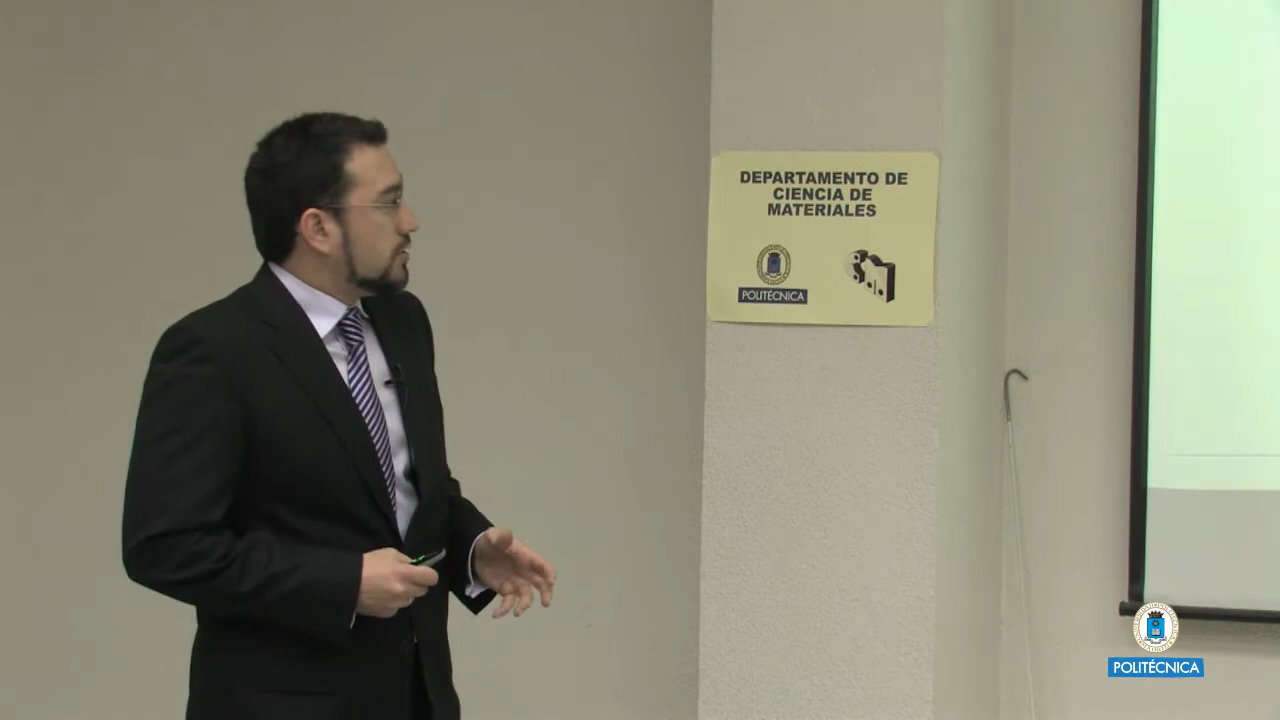 DEPARTAMENTO DE
CIENCIA DE
MATERIALES
POLITÉCNICA
POLITÉCNICA